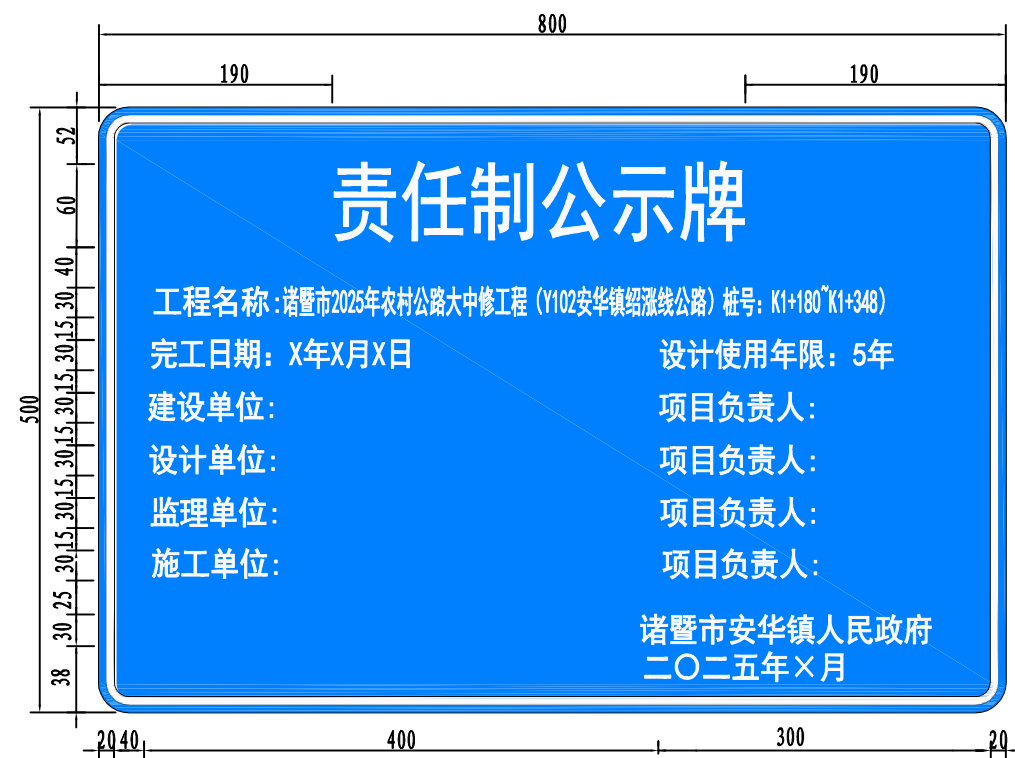 800
190 190
52
责任制公示牌
60
40
工程名称:诸暨市2025年农村公路大中修工程（Y102安华镇绍涨线公路）桩号：K1+180~K1+348）
30
15
完工日期：X年X月X日 设计使用年限：5年
30
15
建设单位: 项目负责人:
30
500
15
设计单位: 项目负责人:
30
15
监理单位: 项目负责人:
30
15
施工单位: 项目负责人:
30
25
诸暨市安华镇人民政府
30
二〇二五年×月
38
20 40 400 300 20